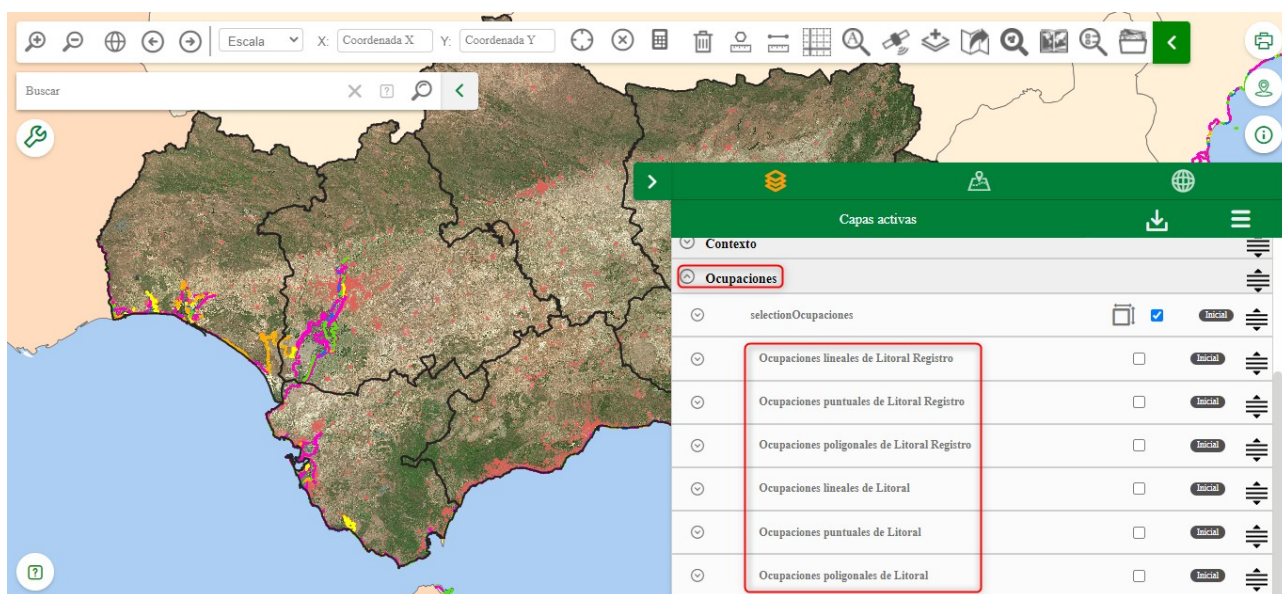 Escala X: Coordenada X Y: Coordenada Y
Buscar
Capas activas
Contexto
Ocupaciones
selectionOcupaciones Inicial
Ocupaciones lineales de Litoral Registro Inicial
Ocupaciones puntuales de Litoral Registro Inicial
Ocupaciones poligonales de Litoral Registro Inicial
Ocupaciones lineales de Litoral Inicial
Ocupaciones puntuales de Litoral Inicial
Ocupaciones poligonales de Litoral Inicial